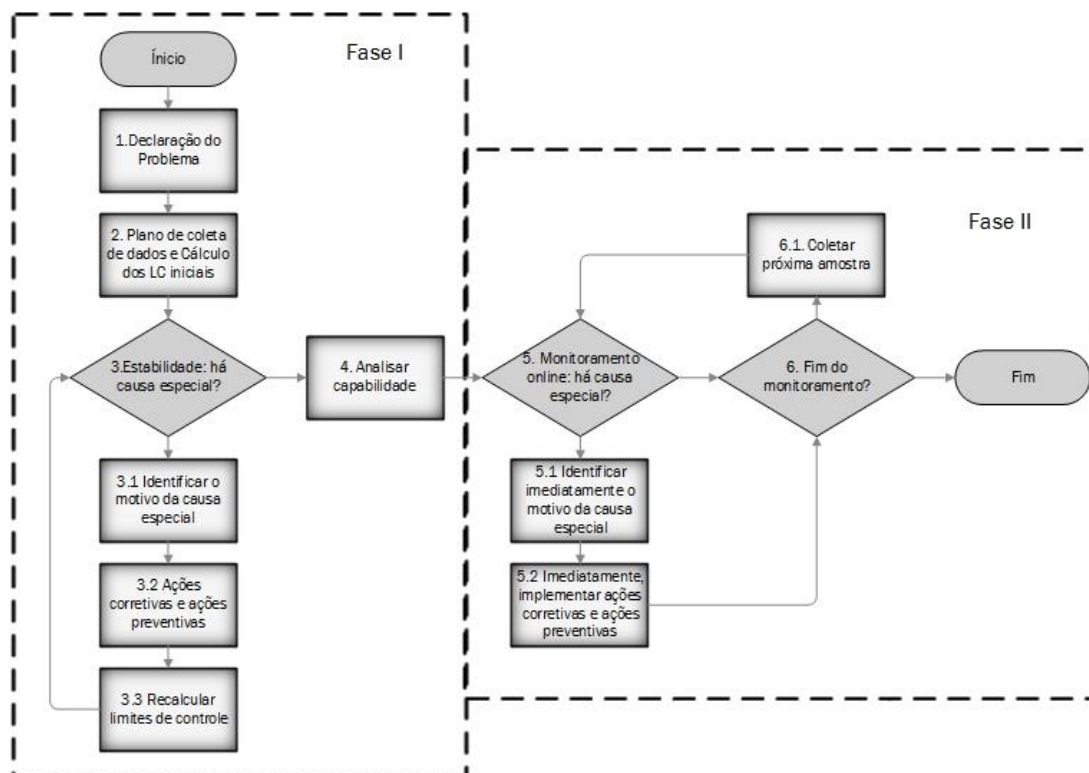 Fase I
Ínicio
1.Declaração do
Problema
2. Plano de coleta
de dados e Cálculo
dos LC iniciais
3.Estabilidade: há
causa especial?
3.1 Identificar o
motivo da causa
especial
3.2 Ações
corretivas e ações
preventivas
3.3 Recalcular
limites de controle
4. Analisar
capabilidade
Fase II
5. Monitoramento
online: há causa
especial?
5.1 Identificar
imediatamente o
motivo da causa
especial
5.2 Imediatamente,
implementar ações
corretivas e ações
preventivas
6. Fim do
monitoramento?
6.1. Coletar
próxima amostra
Fim